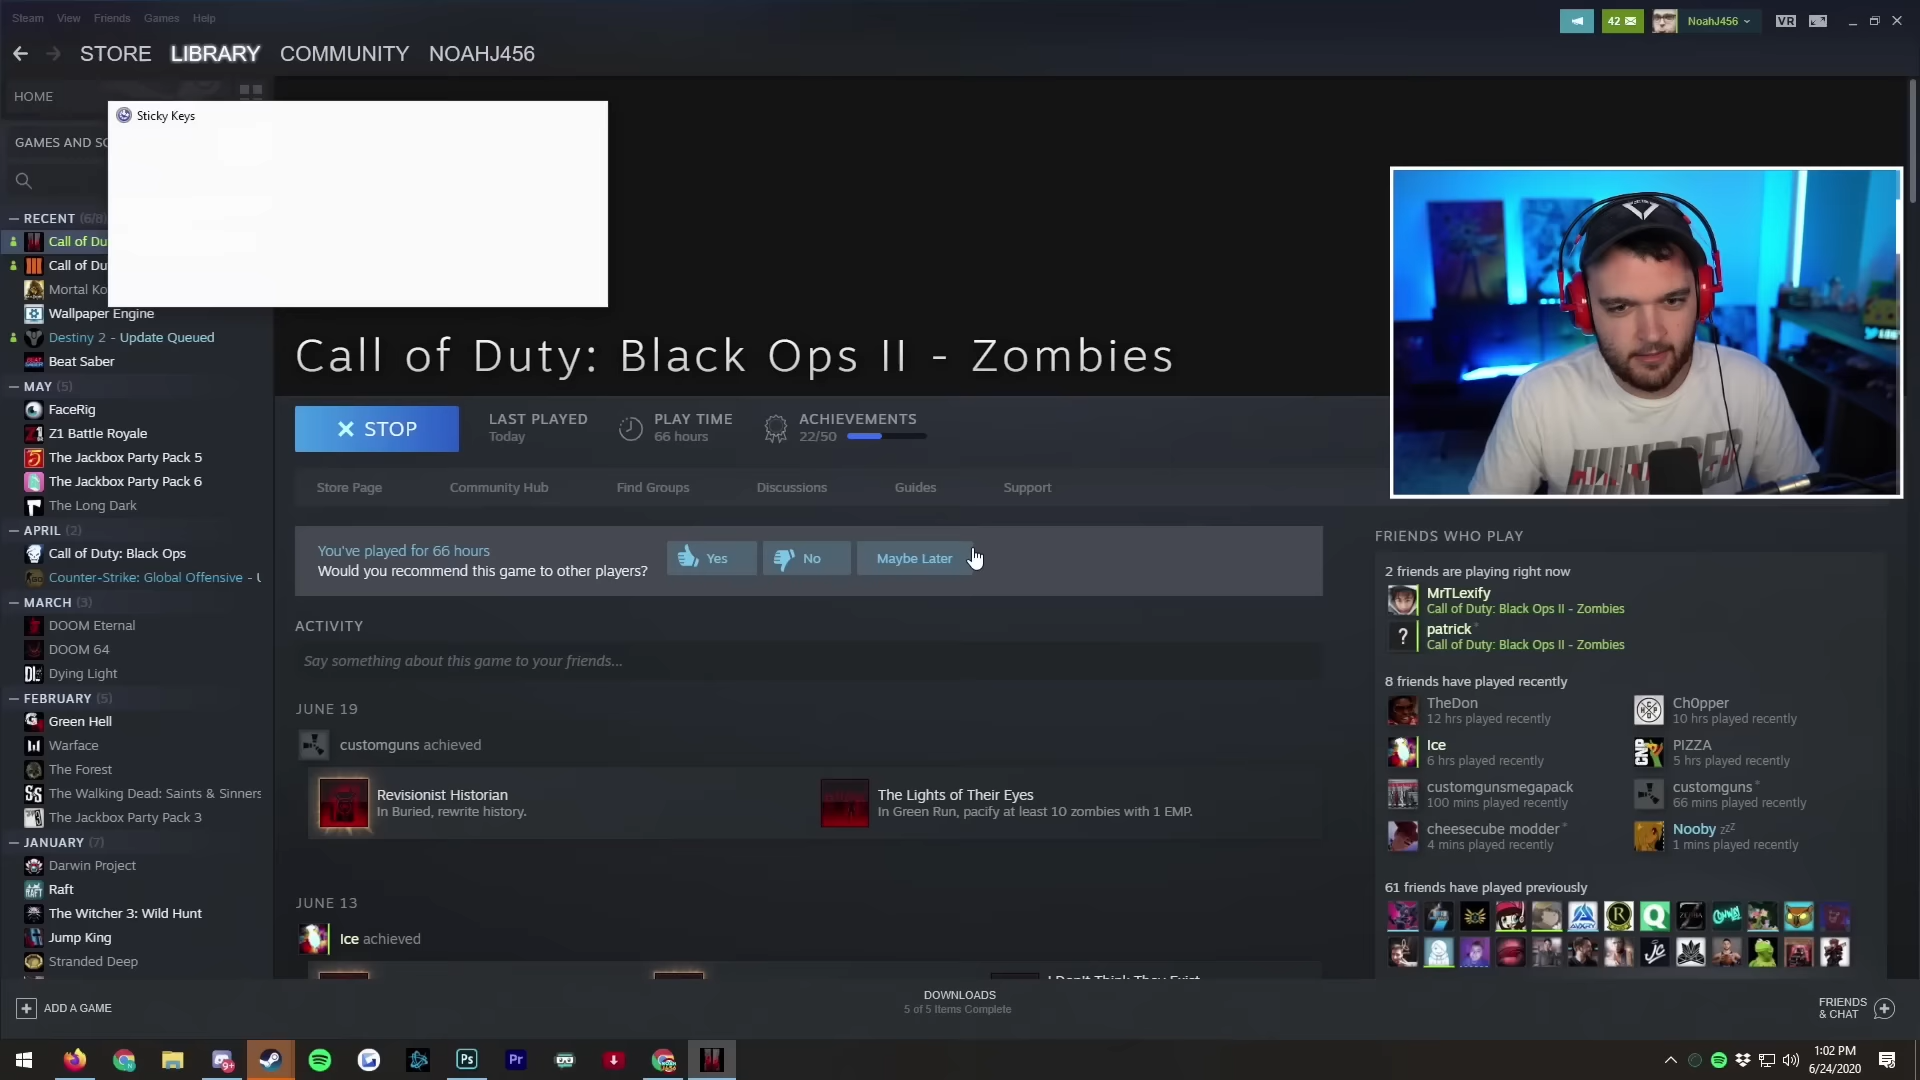 Steam View Friends Games Help
42
NoahJ456
VR
STORE LIBRARY COMMUNITY NOAHJ456
HOME
Sticky Keys
GAMES AND SO
RECENT (6/8)
Call of Du
Call of Du
Mortal Ko
Wallpaper Engine
Destiny 2 - Update Queued
Beat Saber
MAY (5)
FaceRig
Z1 Battle Royale
The Jackbox Party Pack 5
The Jackbox Party Pack 6
The Long Dark
APRIL (2)
Call of Duty: Black Ops
Counter-Strike: Global Offensive - U
MARCH (3)
DOOM Eternal
DOOM 64
Dying Light
FEBRUARY (5)
Green Hell
Warface
The Forest
The Walking Dead: Saints & Sinners
The Jackbox Party Pack 3
JANUARY (7)
Darwin Project
Raft
The Witcher 3: Wild Hunt
Jump King
Stranded Deep
ADD A GAME
Call of Duty: Black Ops II - Zombies
STOP
LAST PLAYED
Today
PLAY TIME
66 hours
ACHIEVEMENTS
22/50
Store Page Community Hub Find Groups Discussions Guides Support
You've played for 66 hours
Would you recommend this game to other players?
Yes No Maybe Later
ACTIVITY
Say something about this game to your friends...
JUNE 19
customguns achieved
Revisionist Historian
In Buried, rewrite history.
The Lights of Their Eyes
In Green Run, pacify at least 10 zombies with 1 EMP.
JUNE 13
Ice achieved
FRIENDS WHO PLAY
2 friends are playing right now
MrTLexify
Call of Duty: Black Ops II - Zombies
patrick *
Call of Duty: Black Ops II - Zombies
8 friends have played recently
TheDon
12 hrs played recently
Ch0pper
10 hrs played recently
Ice
6 hrs played recently
PIZZA
5 hrs played recently
customgunsmegapack
100 mins played recently
customguns *
66 mins played recently
cheesecube modder *
4 mins played recently
Nooby zzZ
1 mins played recently
61 friends have played previously
DOWNLOADS
5 of 5 Items Complete
FRIENDS
& CHAT
9+
Ps
Pr
1:02 PM
6/24/2020